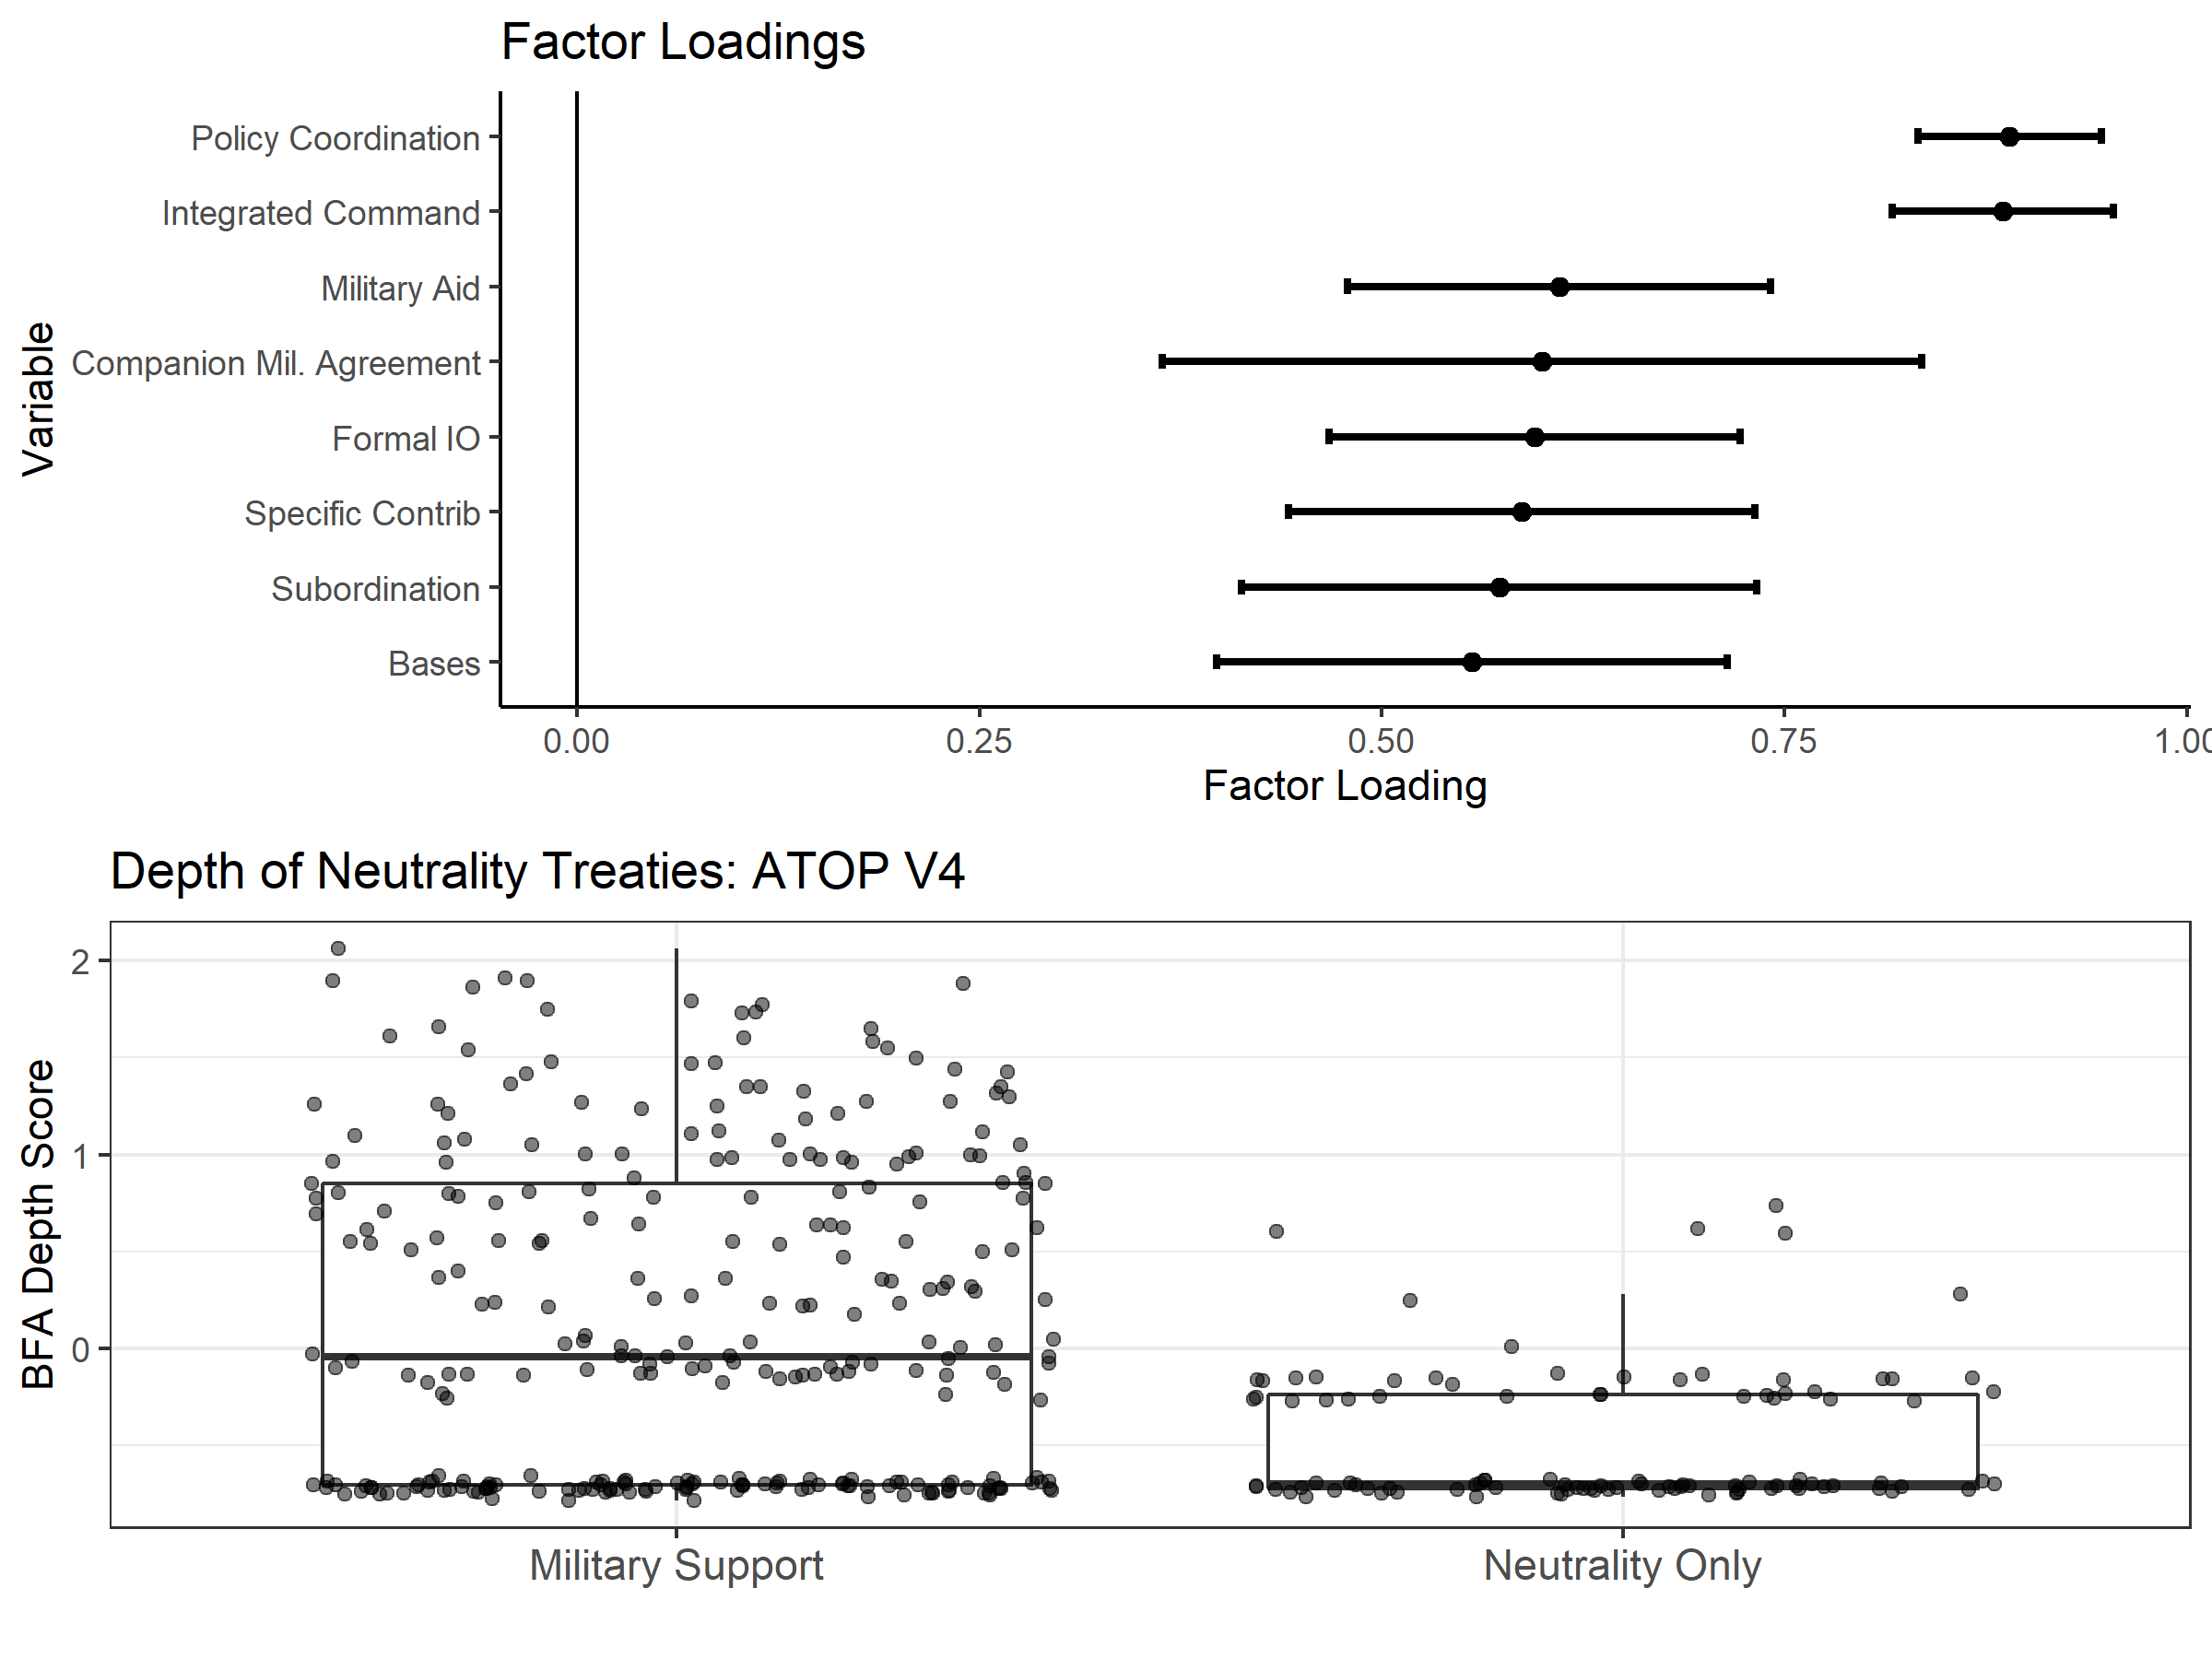 Factor Loadings
Variable
Policy Coordination
Integrated Command
Military Aid
Companion Mil. Agreement
Formal IO
Specific Contrib
Subordination
Bases
0.00 0.25 0.50 0.75 1.00
Factor Loading
Depth of Neutrality Treaties: ATOP V4
BFA Depth Score
2
1
0
Military Support Neutrality Only